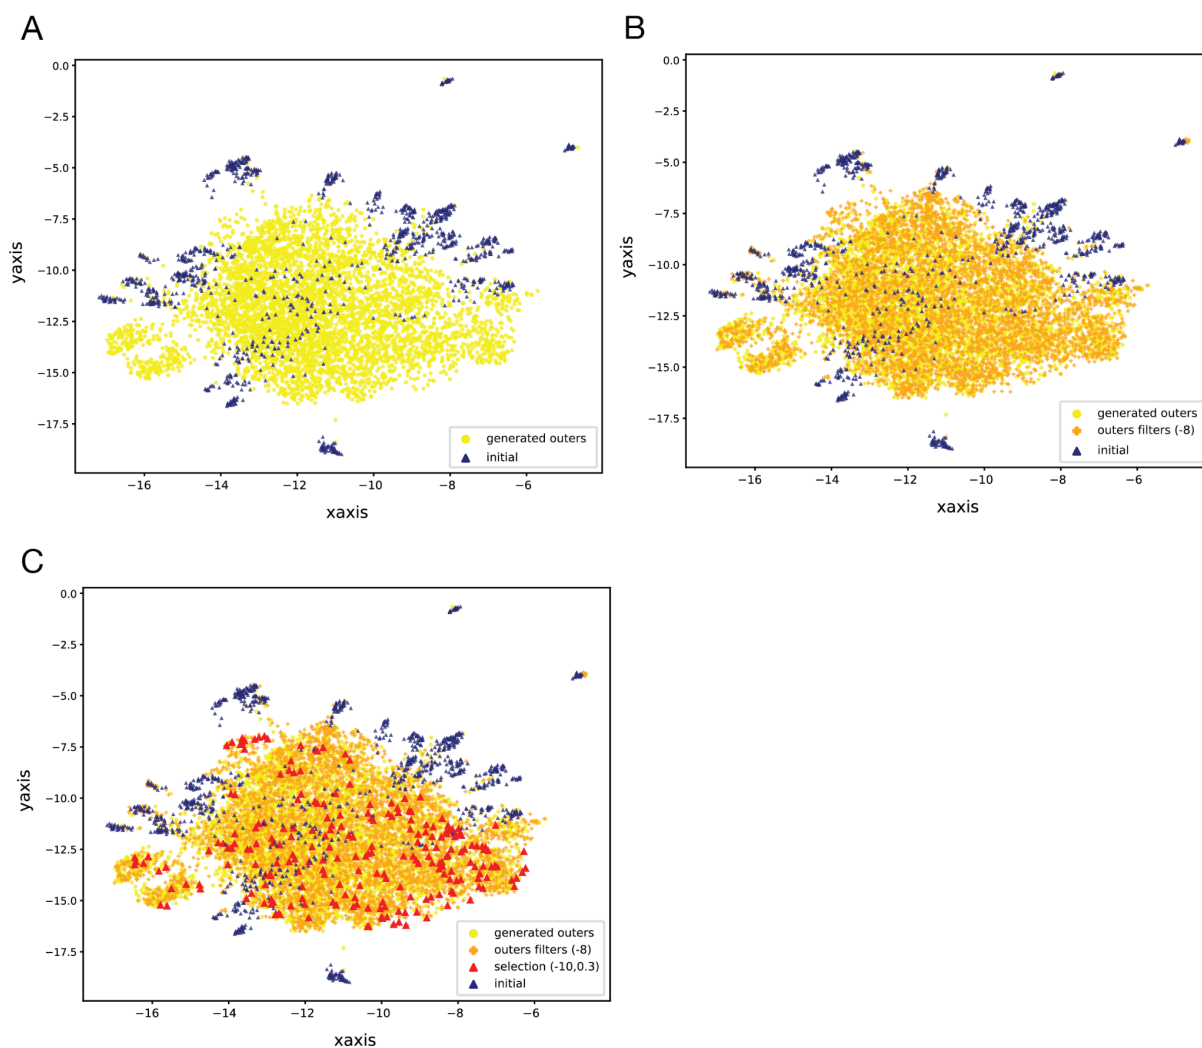 A
0.0
−2.5
−5.0
−7.5
−10.0
−12.5
−15.0
−17.5
yaxis
−16
−14
−12
−10
−8
−6
xaxis
generated outers
initial
B
0.0
−2.5
−5.0
−7.5
−10.0
−12.5
−15.0
−17.5
yaxis
−16
−14
−12
−10
−8
−6
xaxis
generated outers
outers filters (-8)
initial
C
0.0
−2.5
−5.0
−7.5
−10.0
−12.5
−15.0
−17.5
yaxis
−16
−14
−12
−10
−8
−6
xaxis
generated outers
outers filters (-8)
selection (-10,0.3)
initial